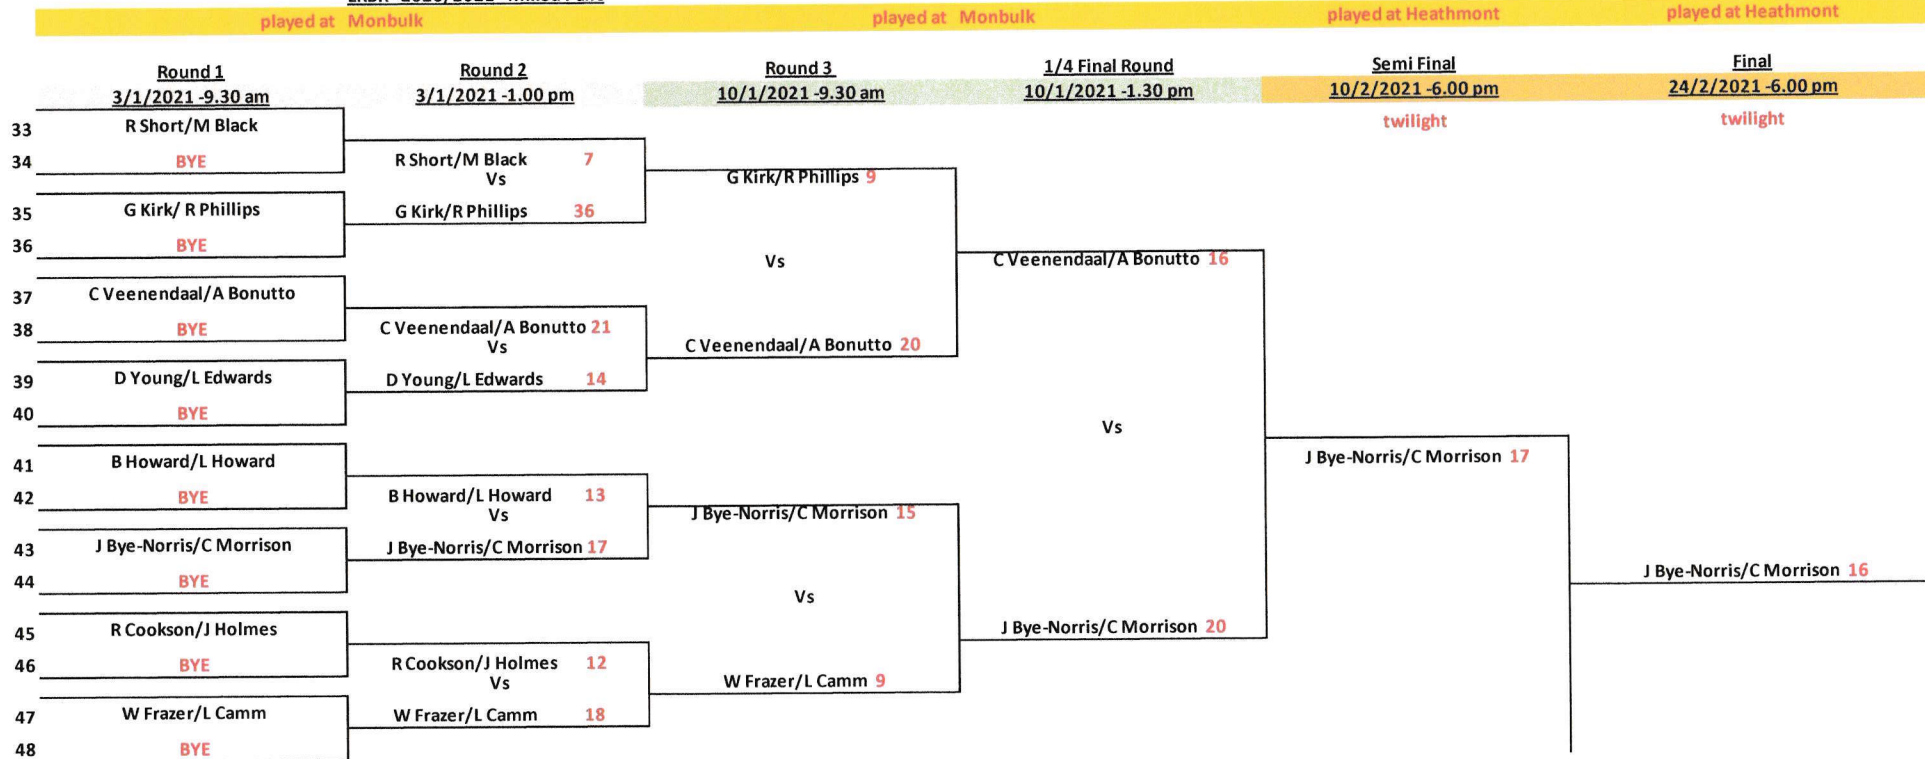 played at Monbulk played at Monbulk played at Heathmont played at Heathmont
Round 1 Round 2 Round 3 1/4 Final Round Semi Final Final
3/1/2021 -9.30 am 3/1/2021 -1.00 pm 10/1/2021 -9.30 am 10/1/2021 -1.30 pm 10/2/2021 -6.00 pm 24/2/2021 -6.00 pm
twilight twilight
33 R Short/M Black
34 BYE R Short/M Black 7
Vs G Kirk/R Phillips 9
35 G Kirk/ R Phillips G Kirk/R Phillips 36
36 BYE
Vs C Veenendaal/A Bonutto 16
37 C Veenendaal/A Bonutto
38 BYE C Veenendaal/A Bonutto 21
Vs C Veenendaal/A Bonutto 20
39 D Young/L Edwards D Young/L Edwards 14
40 BYE
Vs
41 B Howard/L Howard J Bye-Norris/C Morrison 17
42 BYE B Howard/L Howard 13
Vs J Bye-Norris/C Morrison 15
43 J Bye-Norris/C Morrison J Bye-Norris/C Morrison 17
44 BYE J Bye-Norris/C Morrison 16
Vs
45 R Cookson/J Holmes J Bye-Norris/C Morrison 20
46 BYE R Cookson/J Holmes 12
Vs W Frazer/L Camm 9
47 W Frazer/L Camm W Frazer/L Camm 18
48 BYE